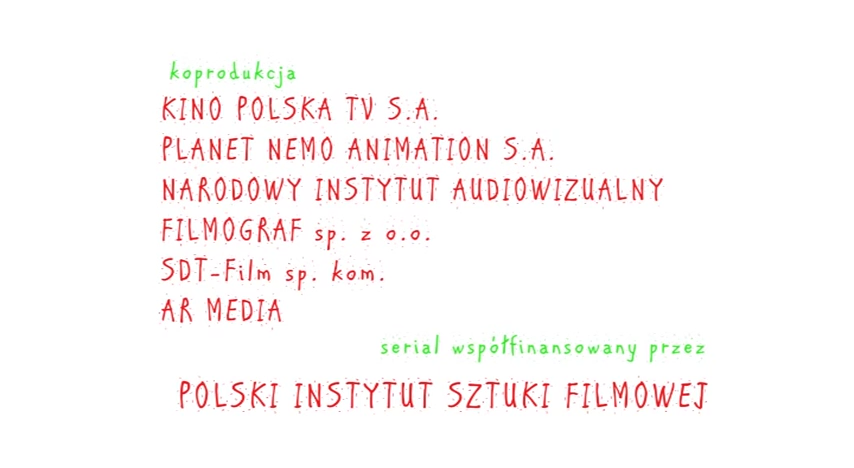 koprodukcja
KINO POLSKA TV S.A.
PLANET NEMO ANIMATION S.A.
NARODOWY INSTYTUT AUDIOWIZUALNY
FILMOGRAF sp. z o.o.
SDT-Film sp. kom.
AR MEDIA
serial współfinansowany przez
POLSKI INSTYTUT SZTUKI FILMOWEJ